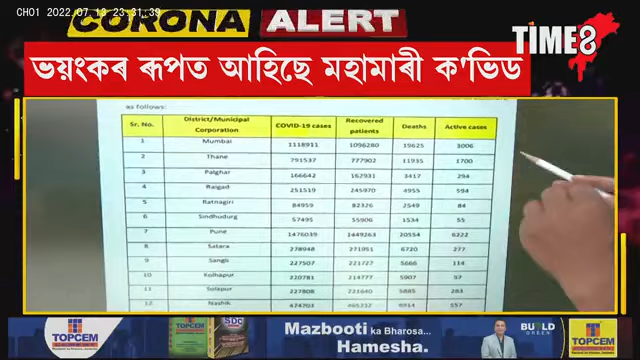 CH01 2022.07.13 23:31:39
CORONA ALERT
TIME8
ভয়ংকৰ ৰূপত আহিছে মহামাৰী ক'ভিড
as follows:
Sr. No. District/Municipal Corporation COVID-19 cases Recovered patients Deaths Active cases
1 Mumbai 1118911 1096280 19625 3006
2 Thane 791537 777902 11935 1700
3 Palghar 166642 162931 3417 294
4 Raigad 251519 245970 4955 594
5 Ratnagiri 84959 82326 2549 84
6 Sindhudurg 57495 55906 1534 55
7 Pune 1476039 1449263 20554 6222
8 Satara 278948 271951 6720 277
9 Sangli 227507 221727 5666 114
10 Kolhapur 220781 214777 5907
11 Solapur 227808 221640 5885 283
12 Nashik 557
TOPCEM
TOPCEM
SDC
Mazbooti ka Bharosa...
Hamesha.
BUILD
GREEN
TOPCEM